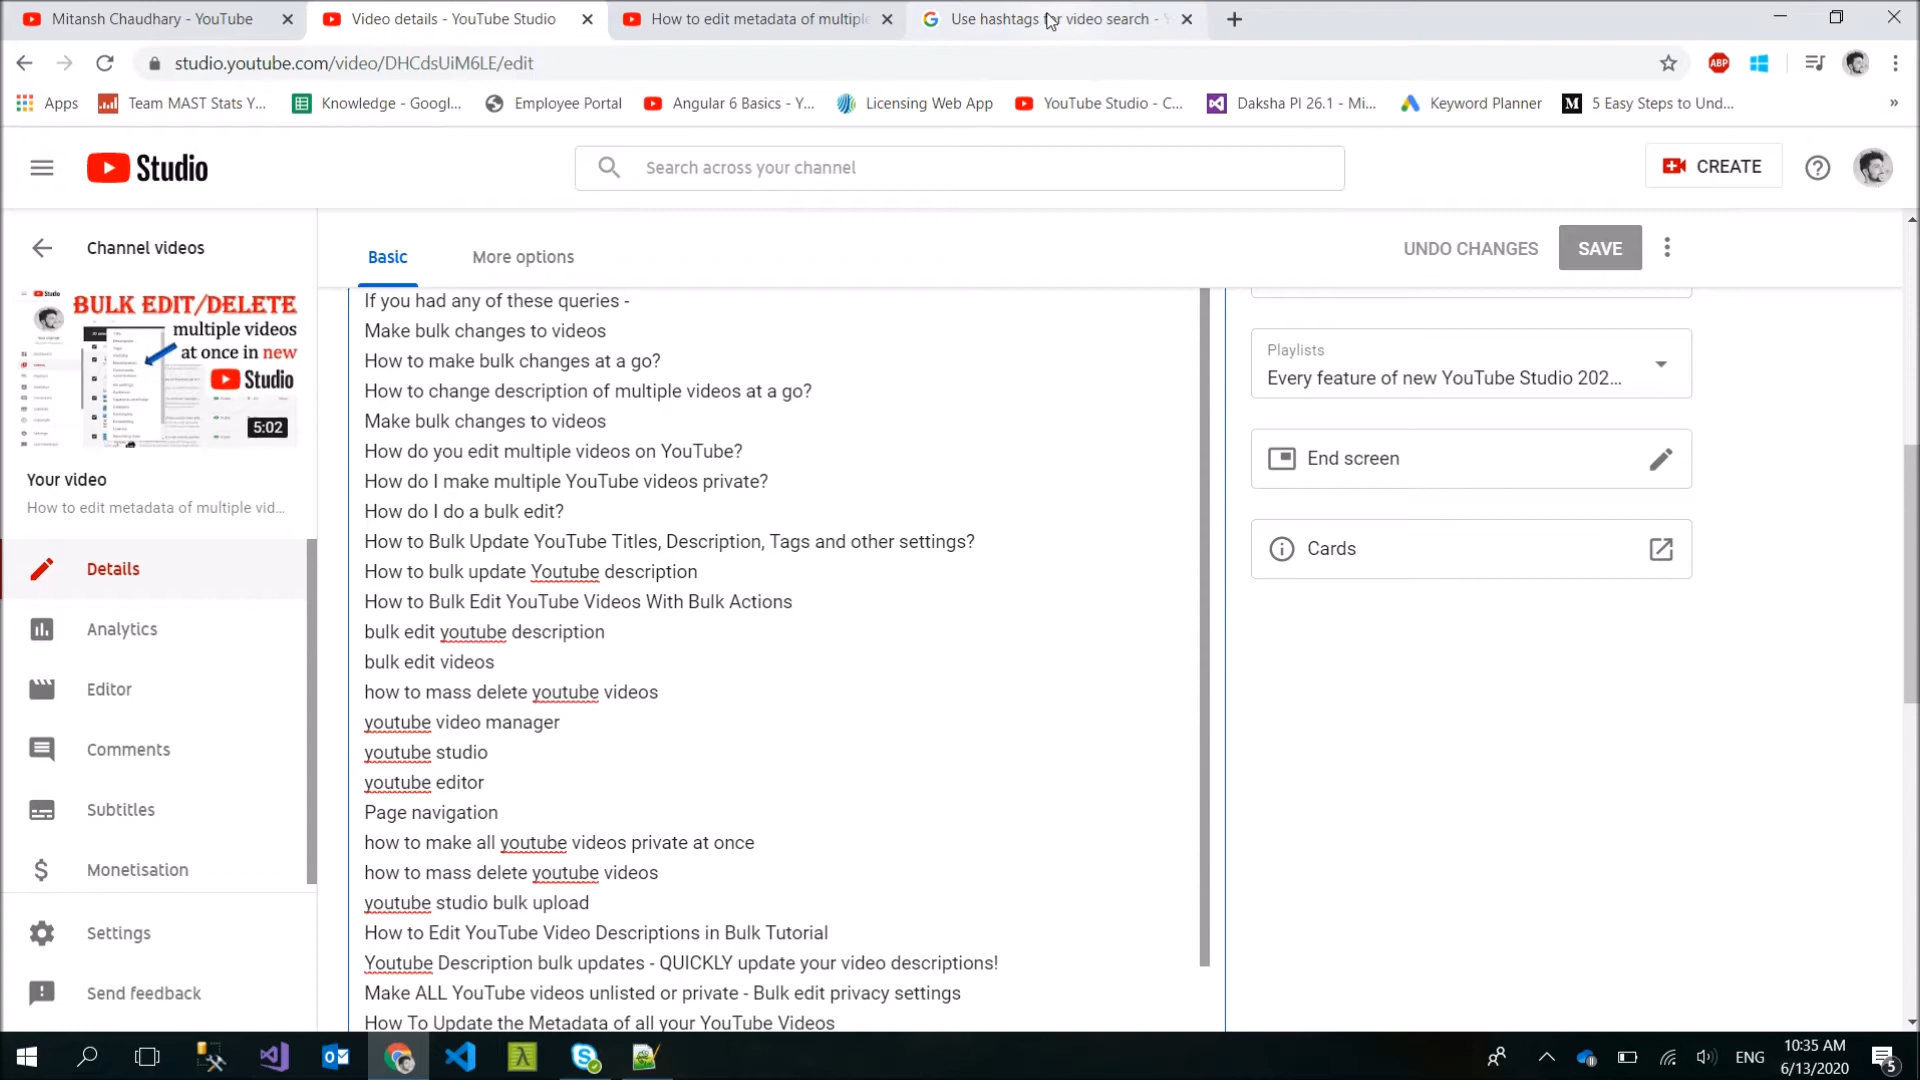 Mitansh Chaudhary - YouTube
Video details - YouTube Studio
How to edit metadata of multiple
Use hashtags for video search - Y
studio.youtube.com/video/DHCdsUiM6LE/edit
ABP
Apps
Team MAST Stats Y...
Knowledge - Googl...
Employee Portal
Angular 6 Basics - Y...
Licensing Web App
YouTube Studio - C...
Daksha PI 26.1 - Mi...
Keyword Planner
M
5 Easy Steps to Und...
»
Studio
Search across your channel
CREATE
Channel videos
Basic
More options
UNDO CHANGES
SAVE
BULK EDIT/DELETE
multiple videos
at once in new
Studio
5:02
Your video
How to edit metadata of multiple vid...
Details
Analytics
Editor
Comments
Subtitles
Monetisation
Settings
Send feedback
If you had any of these queries -
Make bulk changes to videos
How to make bulk changes at a go?
How to change description of multiple videos at a go?
Make bulk changes to videos
How do you edit multiple videos on YouTube?
How do I make multiple YouTube videos private?
How do I do a bulk edit?
How to Bulk Update YouTube Titles, Description, Tags and other settings?
How to bulk update Youtube description
How to Bulk Edit YouTube Videos With Bulk Actions
bulk edit youtube description
bulk edit videos
how to mass delete youtube videos
youtube video manager
youtube studio
youtube editor
Page navigation
how to make all youtube videos private at once
how to mass delete youtube videos
youtube studio bulk upload
How to Edit YouTube Video Descriptions in Bulk Tutorial
Youtube Description bulk updates - QUICKLY update your video descriptions!
Make ALL YouTube videos unlisted or private - Bulk edit privacy settings
How To Update the Metadata of all your YouTube Videos
Playlists
Every feature of new YouTube Studio 202...
End screen
Cards
ENG
10:35 AM
6/13/2020
5